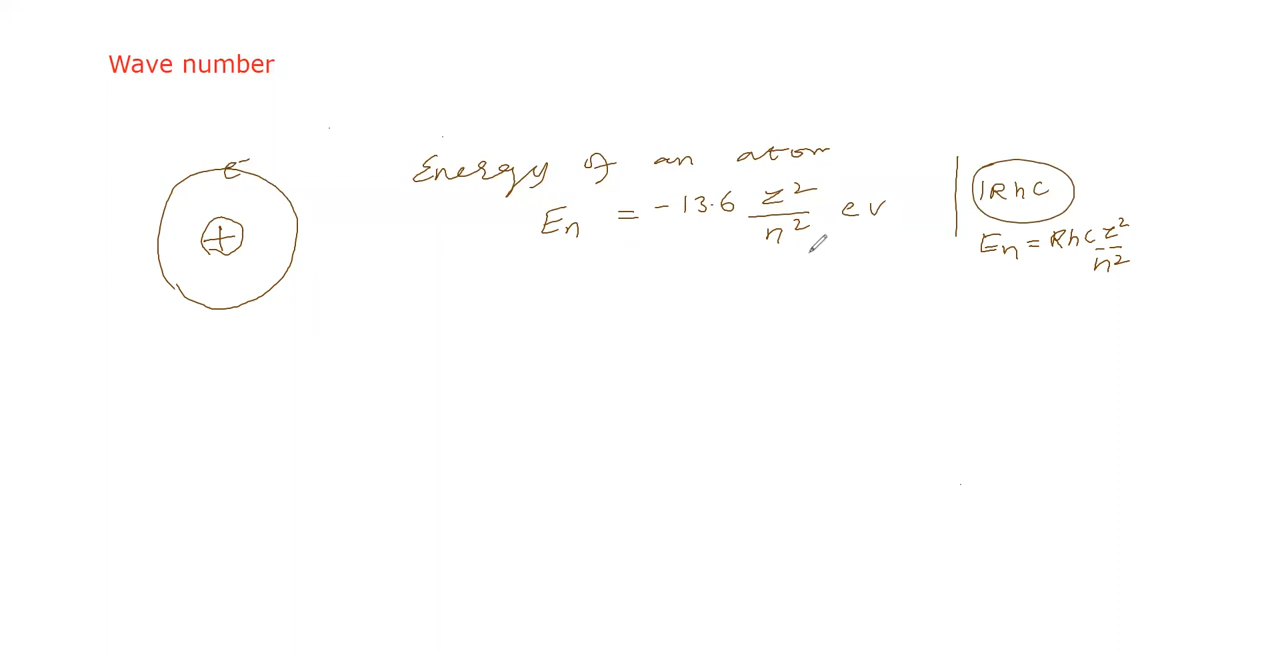 Wave number
e⁻
+
Energy of an atom
En = -13.6 z²/n² ev
1Rhc
En = Rhc z²/n²